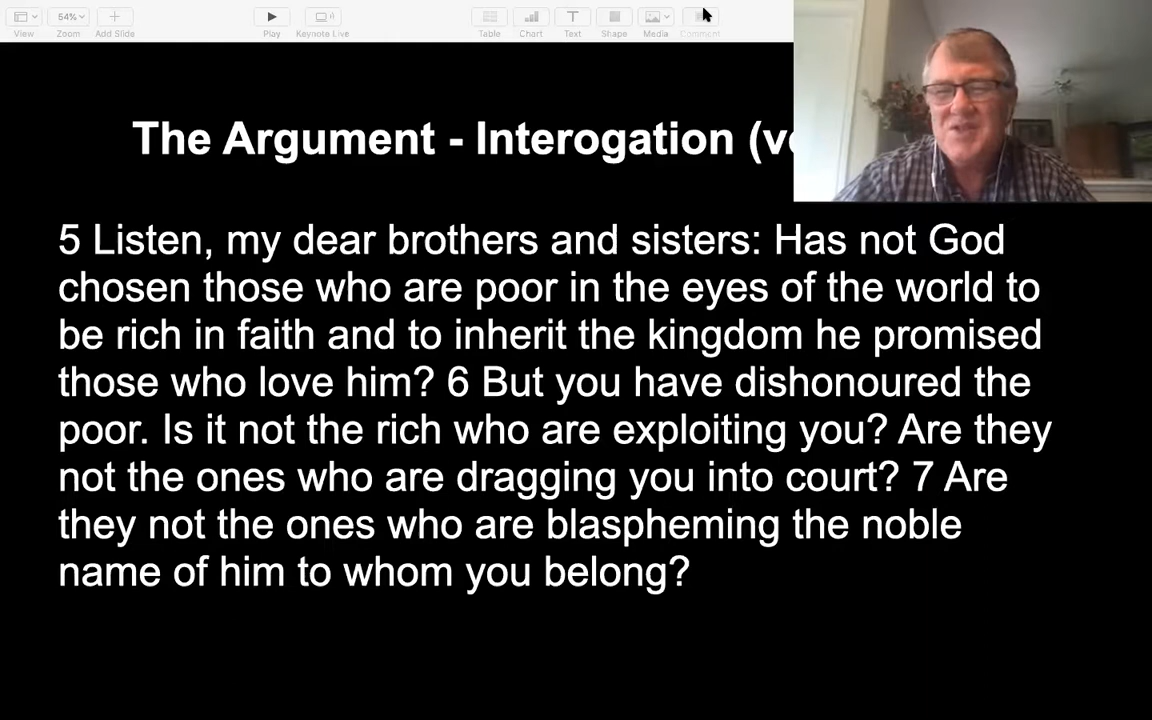 54%
View Zoom Add Slide Play Keynote Live Table Chart Text Shape Media Comment
The Argument - Interogation (ve
5 Listen, my dear brothers and sisters: Has not God
chosen those who are poor in the eyes of the world to
be rich in faith and to inherit the kingdom he promised
those who love him? 6 But you have dishonoured the
poor. Is it not the rich who are exploiting you? Are they
not the ones who are dragging you into court? 7 Are
they not the ones who are blaspheming the noble
name of him to whom you belong?